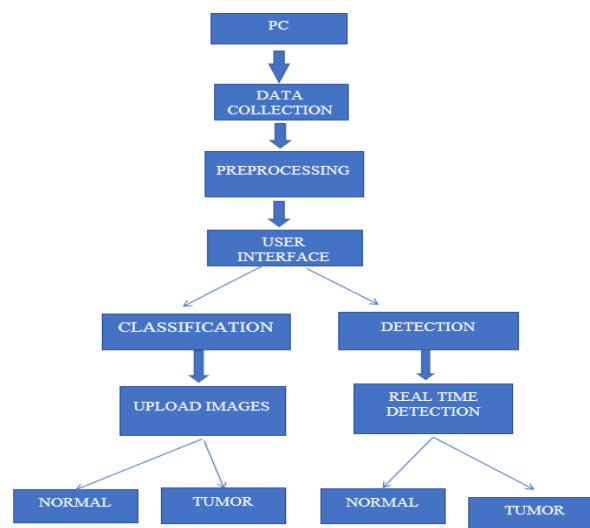 PC
DATA
COLLECTION
PREPROCESSING
USER
INTERFACE
CLASSIFICATION
DETECTION
UPLOAD IMAGES
REAL TIME
DETECTION
NORMAL
TUMOR
NORMAL
TUMOR